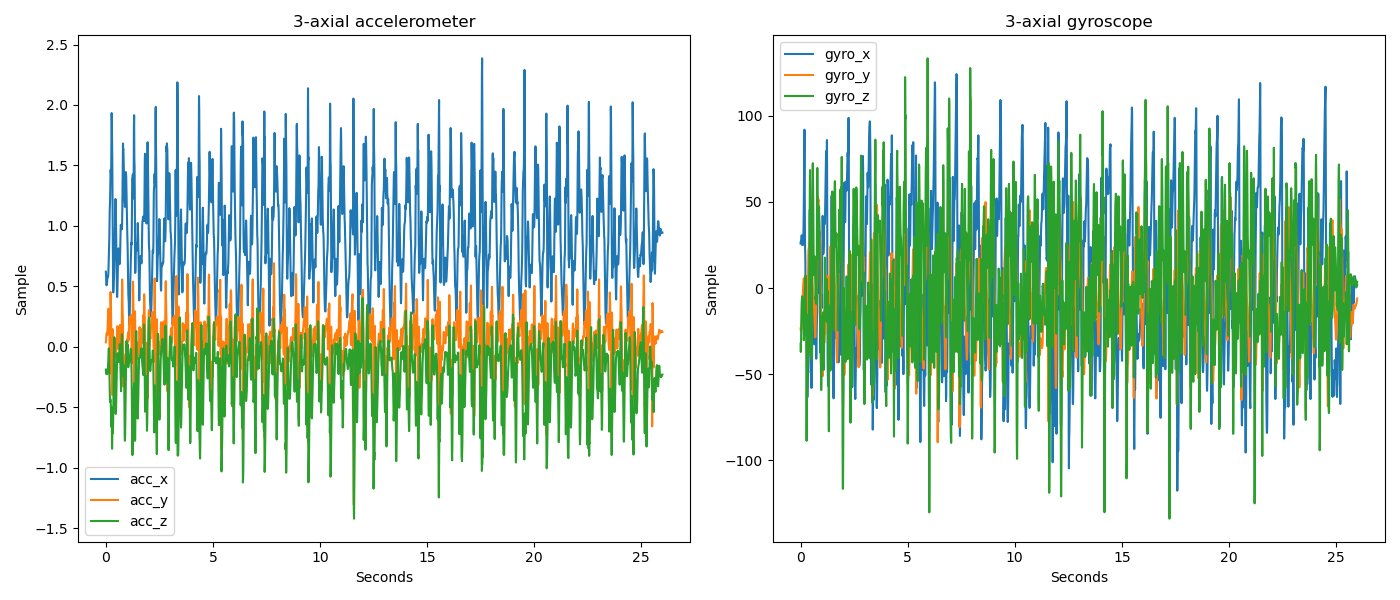 3-axial accelerometer
2.5
2.0
1.5
1.0
0.5
0.0
−0.5
−1.0
−1.5
Sample
acc_x
acc_y
acc_z
0 5 10 15 20 25
Seconds
3-axial gyroscope
gyro_x
gyro_y
gyro_z
100
50
0
−50
−100
Sample
0 5 10 15 20 25
Seconds